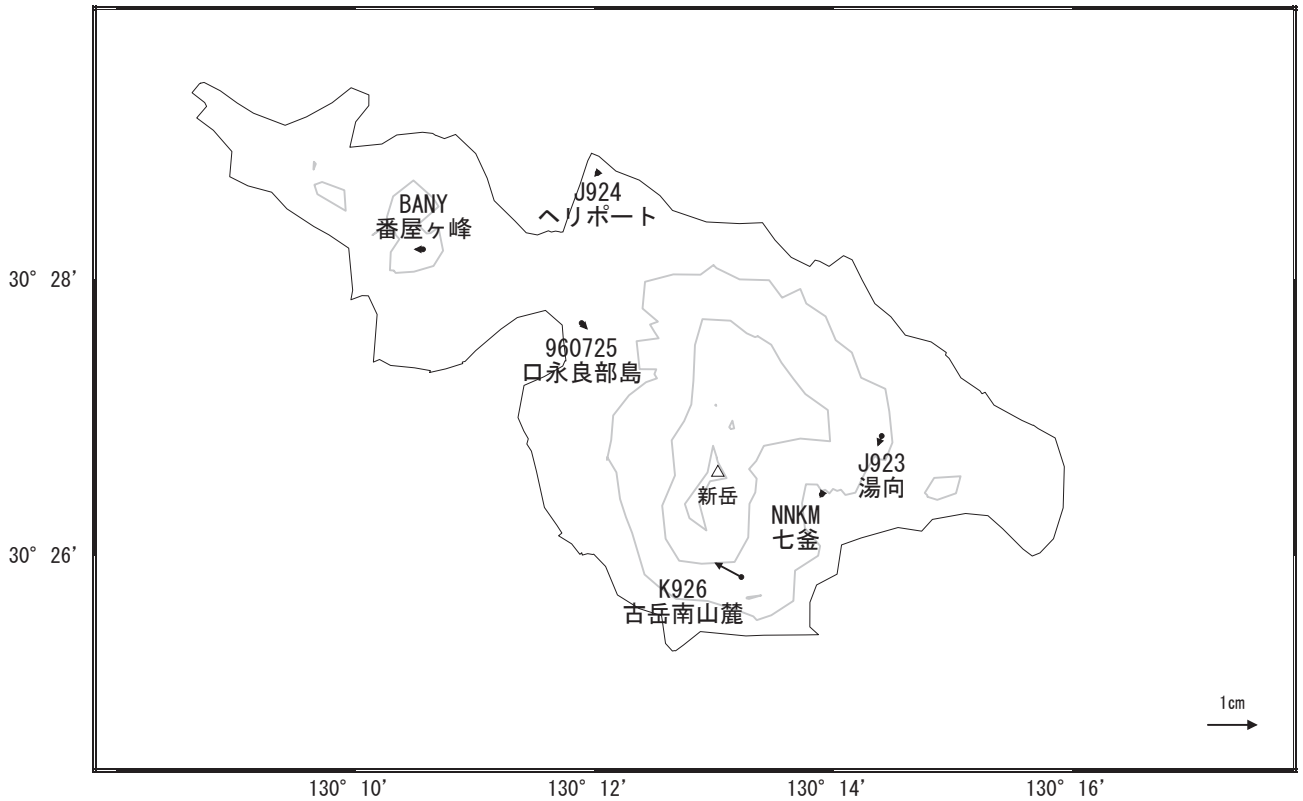 J924
ヘリポート
BANY
番屋ヶ峰
30° 28'
960725
口永良部島
J923
湯向
新岳
NNKM
七釜
30° 26'
K926
古岳南山麓
1cm
130° 10'
130° 12'
130° 14'
130° 16'